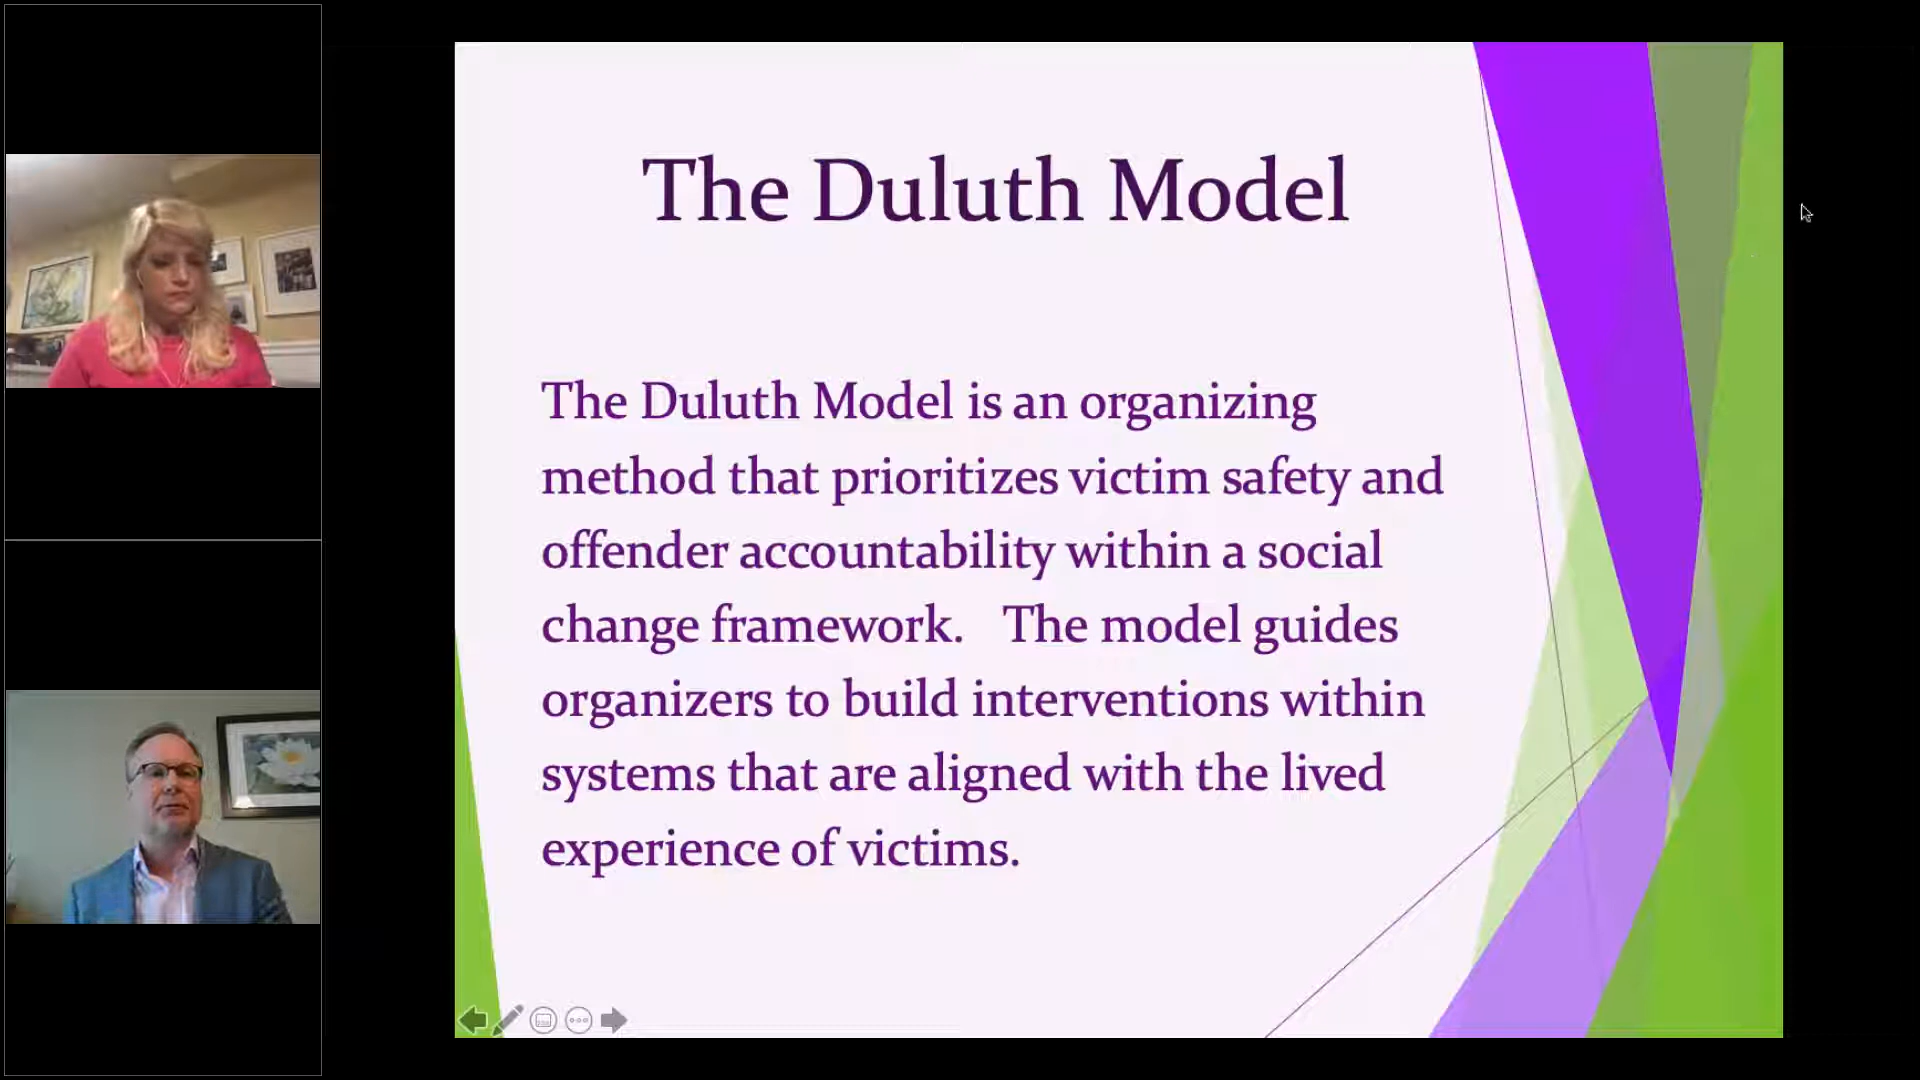 The Duluth Model
The Duluth Model is an organizing
method that prioritizes victim safety and
offender accountability within a social
change framework.   The model guides
organizers to build interventions within
systems that are aligned with the lived
experience of victims.